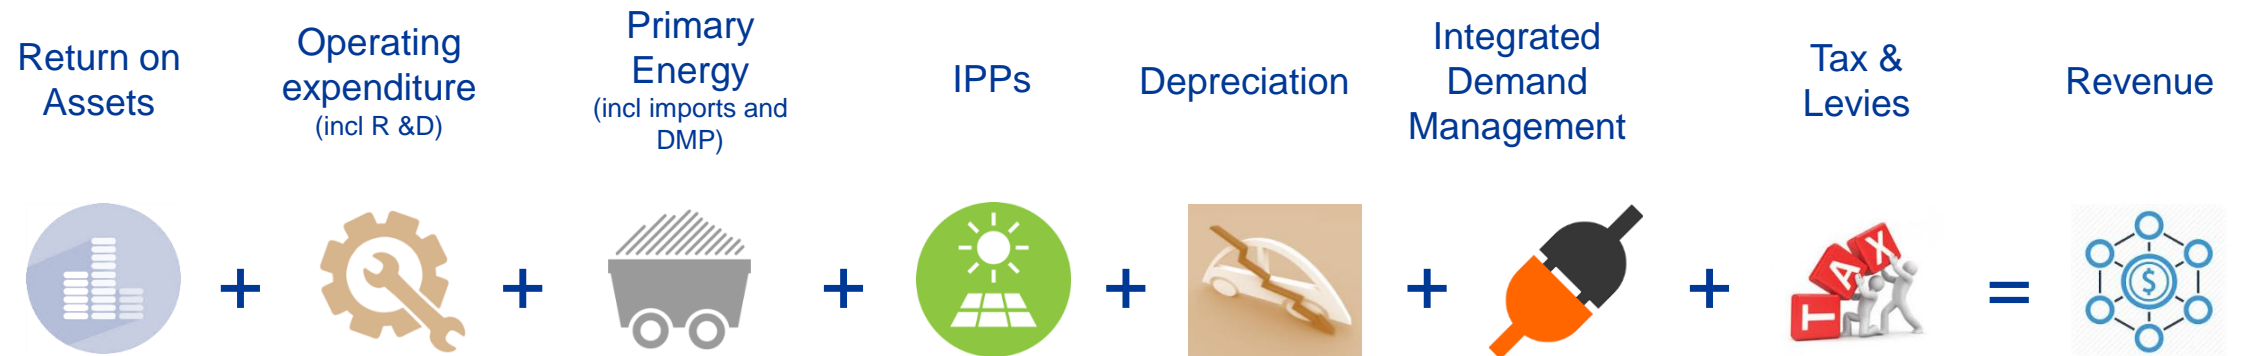 Return on
Assets
Operating
expenditure
(incl R &D)
Primary
Energy
(incl imports and
DMP)
IPPs
Depreciation
Integrated
Demand
Management
Tax &
Levies
Revenue
+
+
+
+
+
+
=
TAX
$